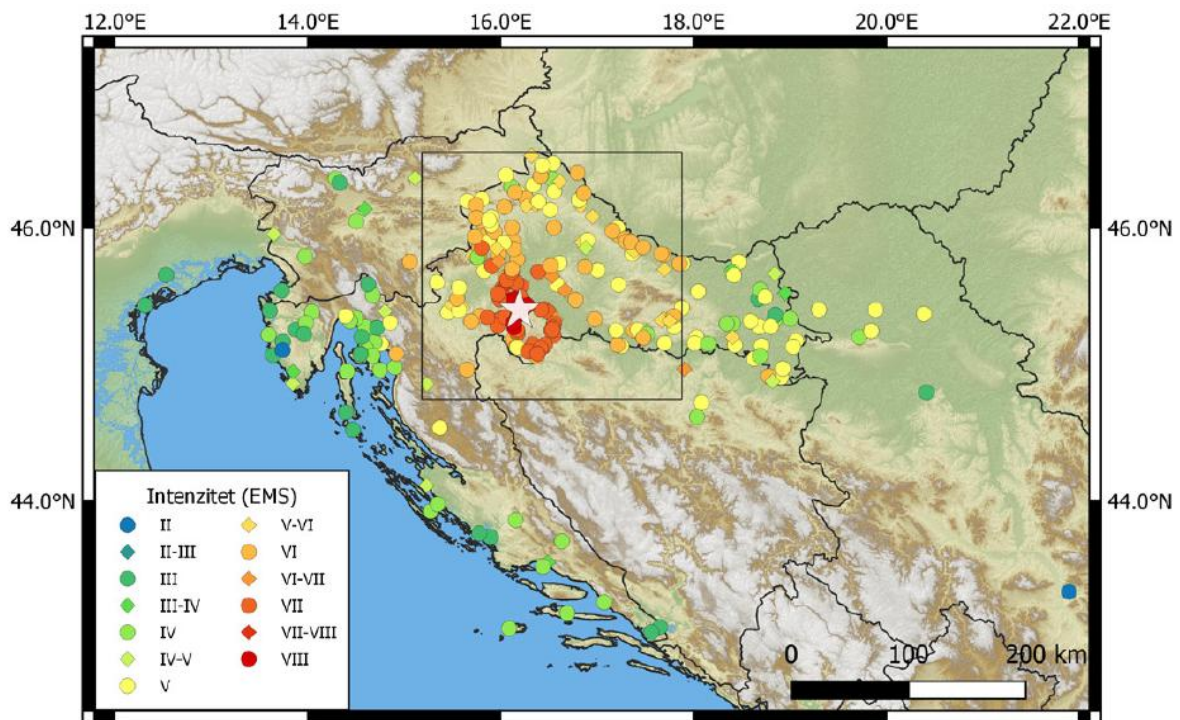 12.0°E 14.0°E 16.0°E 18.0°E 20.0°E 22.0°E
46.0°N 46.0°N
44.0°N 44.0°N
Intenzitet (EMS)
II V-VI
II-III VI
III VI-VII
III-IV VII
IV VII-VIII
IV-V VIII
V
0 100 200 km